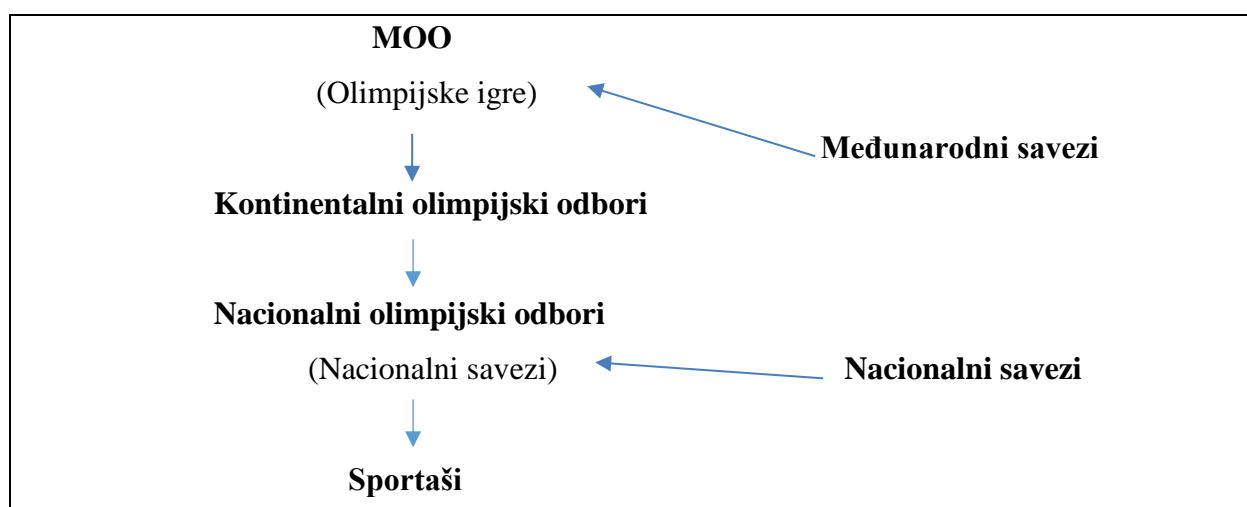 MOO
(Olimpijske igre)
Međunarodni savezi
Kontinentalni olimpijski odbori
Nacionalni olimpijski odbori
(Nacionalni savezi)
Nacionalni savezi
Sportaši